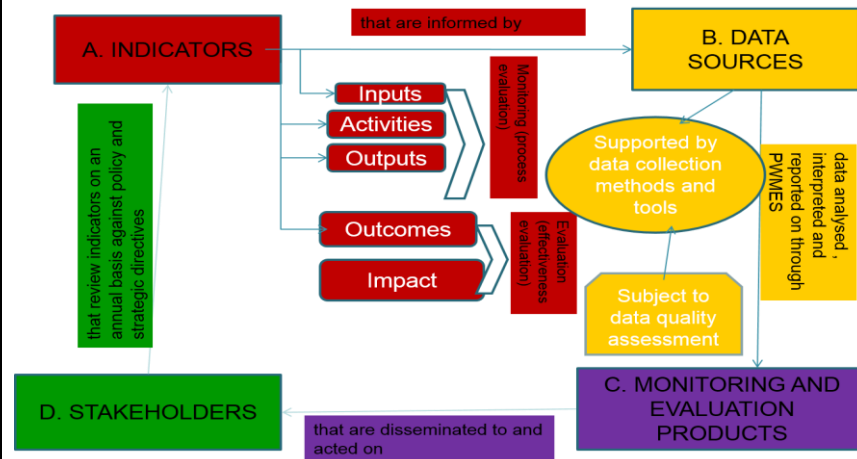 that are informed by
A. INDICATORS
B. DATA
SOURCES
Inputs
Activities
Outputs
Monitoring (process
evaluation)
Outcomes
Impact
Evaluation
(effectiveness
evaluation)
Supported by
data collection
methods and
tools
Subject to
data quality
assessment
data analysed ,
interpreted and
reported on through
PWMES
that review indicators on an
annual basis against policy and
strategic directives
D. STAKEHOLDERS
that are disseminated to and
acted on
C. MONITORING AND
EVALUATION
PRODUCTS